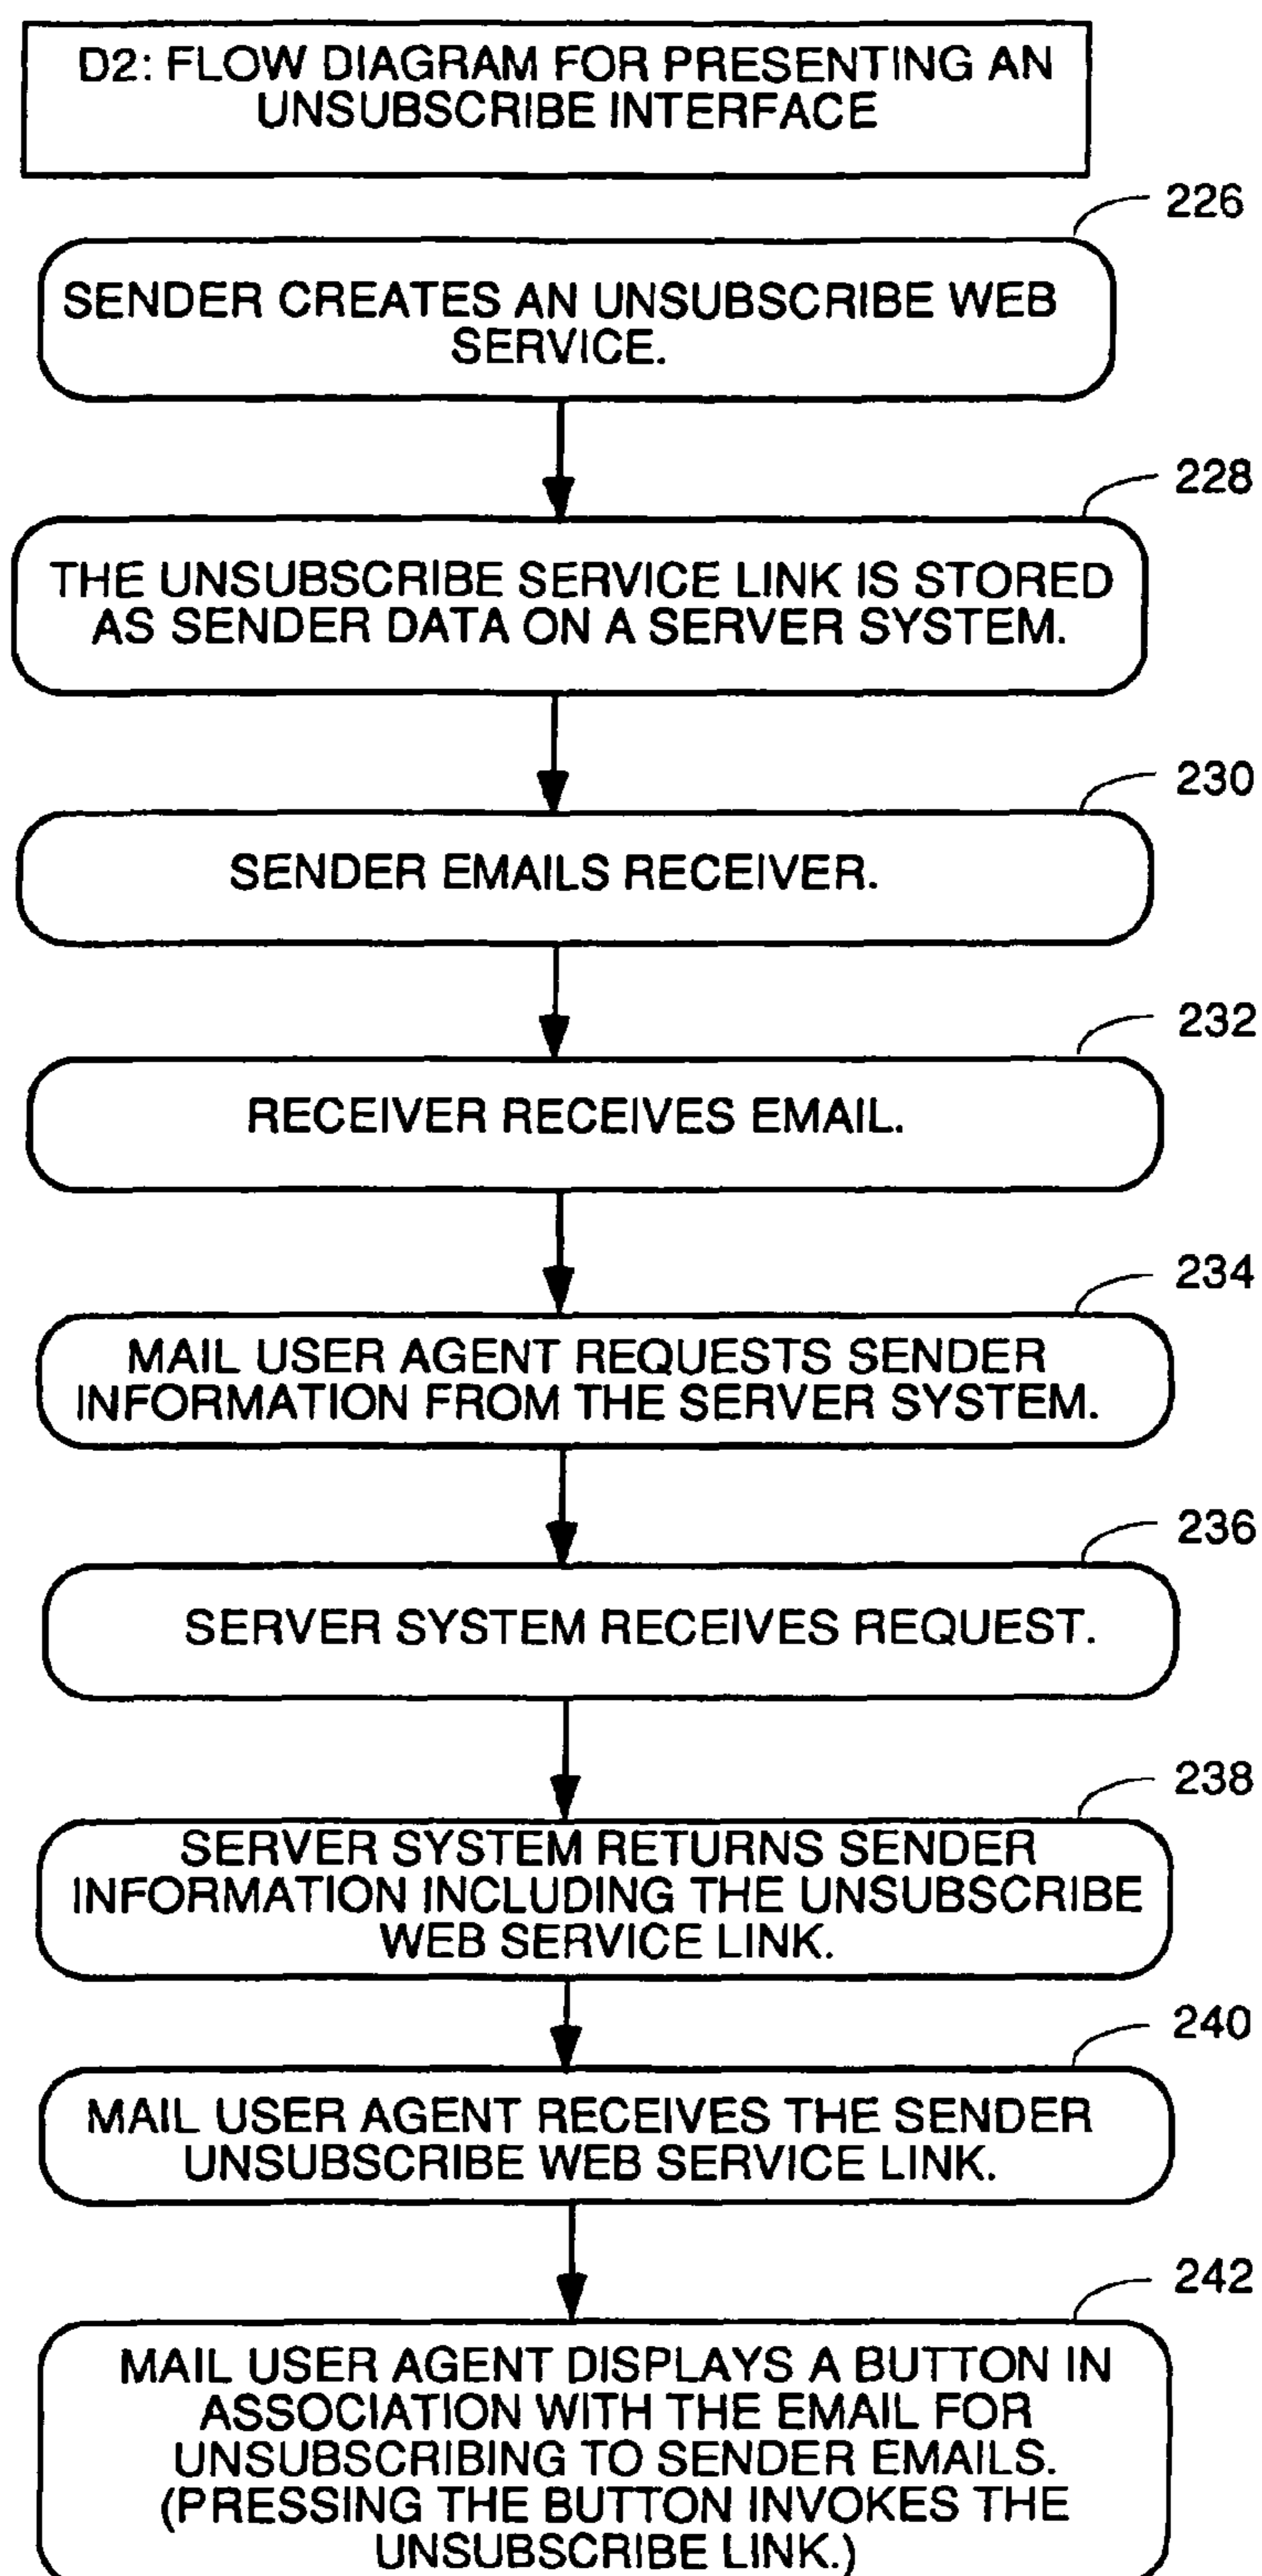 D2: FLOW DIAGRAM FOR PRESENTING AN
UNSUBSCRIBE INTERFACE
226
SENDER CREATES AN UNSUBSCRIBE WEB
SERVICE.
228
THE UNSUBSCRIBE SERVICE LINK IS STORED
AS SENDER DATA ON A SERVER SYSTEM.
230
SENDER EMAILS RECEIVER.
232
RECEIVER RECEIVES EMAIL.
234
MAIL USER AGENT REQUESTS SENDER
INFORMATION FROM THE SERVER SYSTEM.
236
SERVER SYSTEM RECEIVES REQUEST.
238
SERVER SYSTEM RETURNS SENDER
INFORMATION INCLUDING THE UNSUBSCRIBE
WEB SERVICE LINK.
240
MAIL USER AGENT RECEIVES THE SENDER
UNSUBSCRIBE WEB SERVICE LINK.
242
MAIL USER AGENT DISPLAYS A BUTTON IN
ASSOCIATION WITH THE EMAIL FOR
UNSUBSCRIBING TO SENDER EMAILS.
(PRESSING THE BUTTON INVOKES THE
UNSUBSCRIBE LINK.)